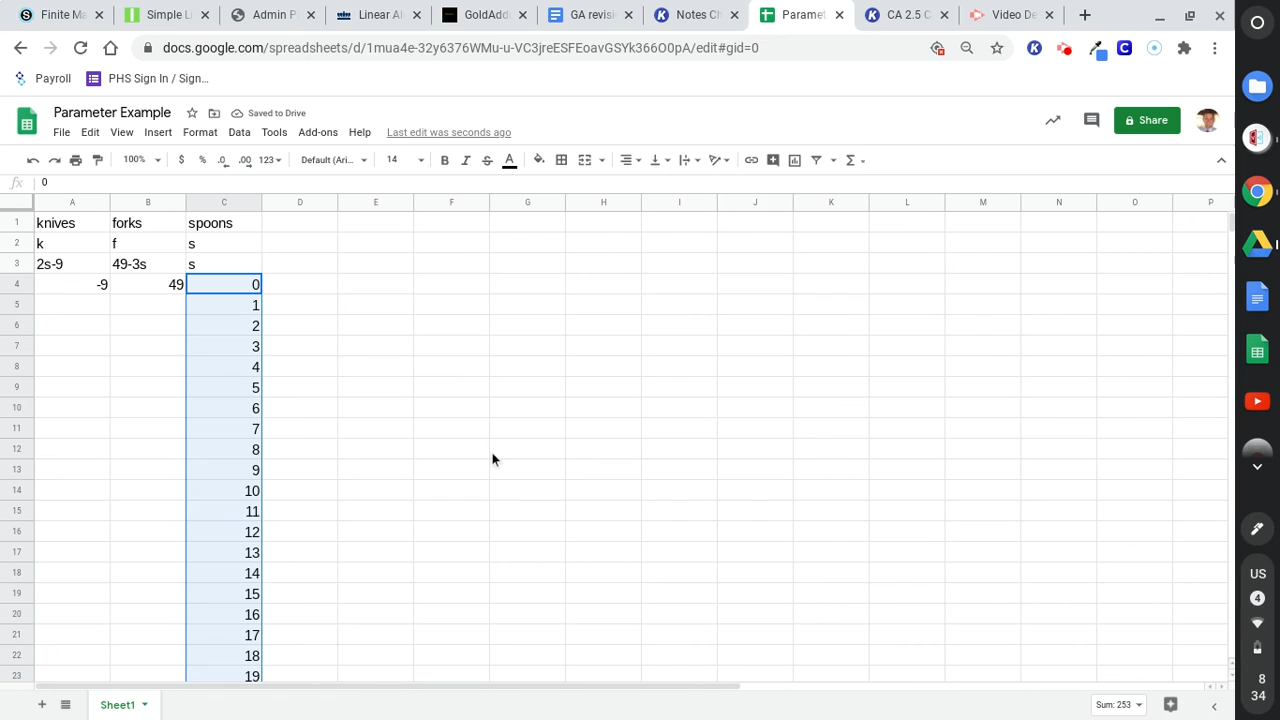 Finite Ma
Simple Li
Admin P
Linear Al
GoldAdd
GA revisi
Notes Ch
Paramet
CA 2.5 C
Video De
docs.google.com/spreadsheets/d/1mua4e-3zy6376WMu-u-VC3jreESFEoavGSYk366O0pA/edit#gid=0
Payroll PHS Sign In / Sign...
Parameter Example Saved to Drive
File Edit View Insert Format Data Tools Add-ons Help Last edit was seconds ago
Share
100% $ % .0 .00 123 Default (Ari... 14 B I S A
fx 0
A B C D E F G H I J K L M N O P
1 knives forks spoons
2 k f s
3 2s-9 49-3s s
4 -9 49 0
5 1
6 2
7 3
8 4
9 5
10 6
11 7
12 8
13 9
14 10
15 11
16 12
17 13
18 14
19 15
20 16
21 17
22 18
23 19
Sheet1
Sum: 253
US
4
8
34